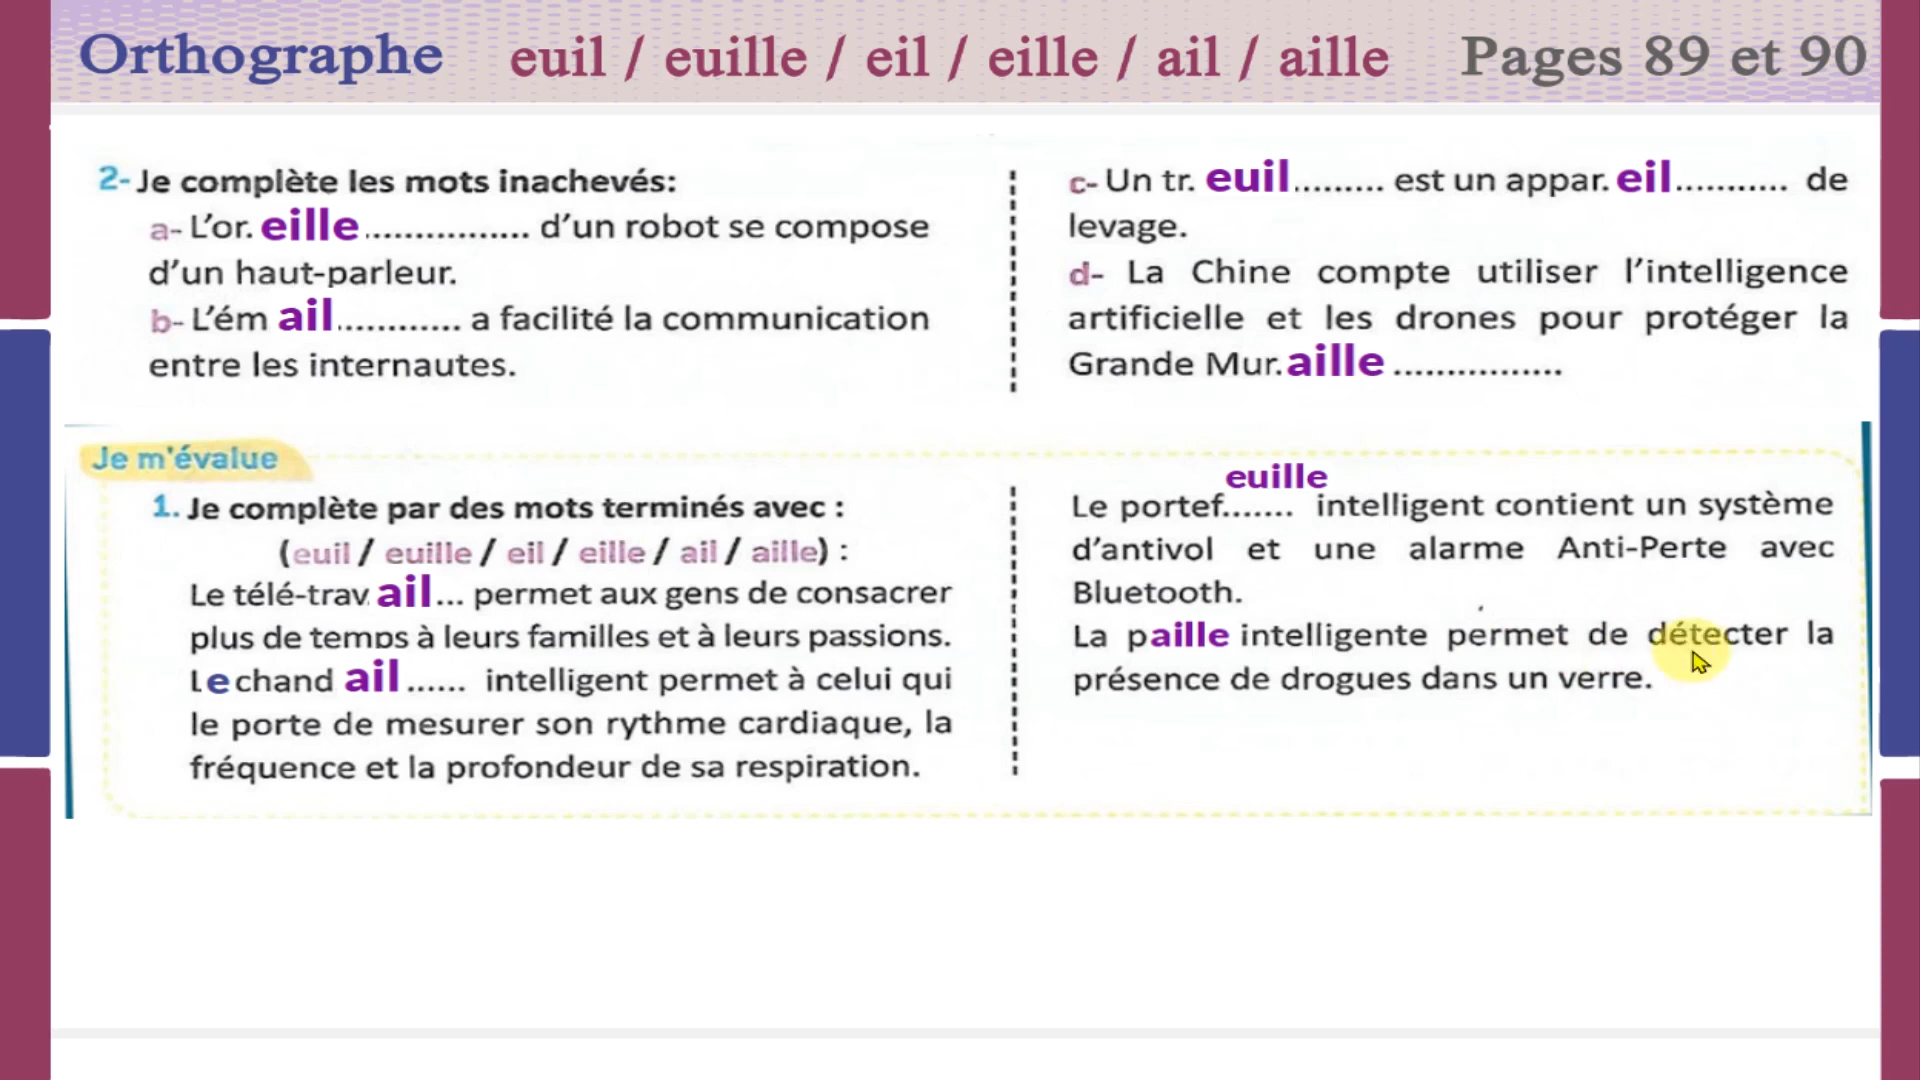 Orthographe euil / euille / eil / eille / ail / aille Pages 89 et 90
2- Je complète les mots inachevés:
a- L'or. eille ................ d'un robot se compose
d'un haut-parleur.
b- L'ém ail ............ a facilité la communication
entre les internautes.
c- Un tr. euil ......... est un appar. eil ........... de
levage.
d- La Chine compte utiliser l'intelligence
artificielle et les drones pour protéger la
Grande Mur. aille ................
Je m'évalue
1. Je complète par des mots terminés avec :
(euil / euille / eil / eille / ail / aille) :
Le télé-trav ail ... permet aux gens de consacrer
plus de temps à leurs familles et à leurs passions.
Le chand ail ...... intelligent permet à celui qui
le porte de mesurer son rythme cardiaque, la
fréquence et la profondeur de sa respiration.
euille
Le portef....... intelligent contient un système
d'antivol et une alarme Anti-Perte avec
Bluetooth.
La paille intelligente permet de détecter la
présence de drogues dans un verre.